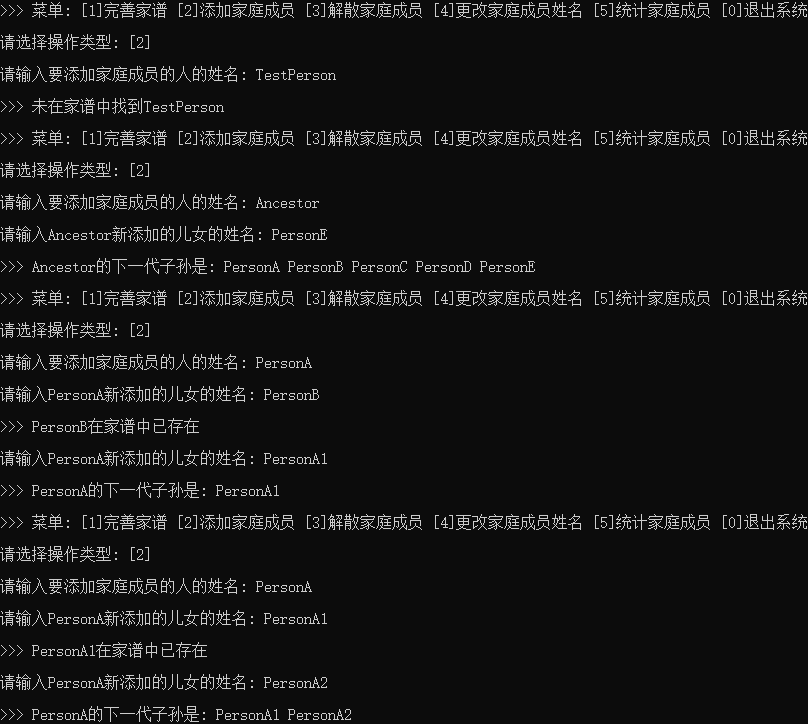 >>> 菜单: [1]完善家谱 [2]添加家庭成员 [3]解散家庭成员 [4]更改家庭成员姓名 [5]统计家庭成员 [0]退出系统
请选择操作类型: [2]
请输入要添加家庭成员的人的姓名: TestPerson
>>> 未在家谱中找到TestPerson
>>> 菜单: [1]完善家谱 [2]添加家庭成员 [3]解散家庭成员 [4]更改家庭成员姓名 [5]统计家庭成员 [0]退出系统
请选择操作类型: [2]
请输入要添加家庭成员的人的姓名: Ancestor
请输入Ancestor新添加的儿女的姓名: PersonE
>>> Ancestor的下一代子孙是: PersonA PersonB PersonC PersonD PersonE
>>> 菜单: [1]完善家谱 [2]添加家庭成员 [3]解散家庭成员 [4]更改家庭成员姓名 [5]统计家庭成员 [0]退出系统
请选择操作类型: [2]
请输入要添加家庭成员的人的姓名: PersonA
请输入PersonA新添加的儿女的姓名: PersonB
>>> PersonB在家谱中已存在
请输入PersonA新添加的儿女的姓名: PersonA1
>>> PersonA的下一代子孙是: PersonA1
>>> 菜单: [1]完善家谱 [2]添加家庭成员 [3]解散家庭成员 [4]更改家庭成员姓名 [5]统计家庭成员 [0]退出系统
请选择操作类型: [2]
请输入要添加家庭成员的人的姓名: PersonA
请输入PersonA新添加的儿女的姓名: PersonA1
>>> PersonA1在家谱中已存在
请输入PersonA新添加的儿女的姓名: PersonA2
>>> PersonA的下一代子孙是: PersonA1 PersonA2